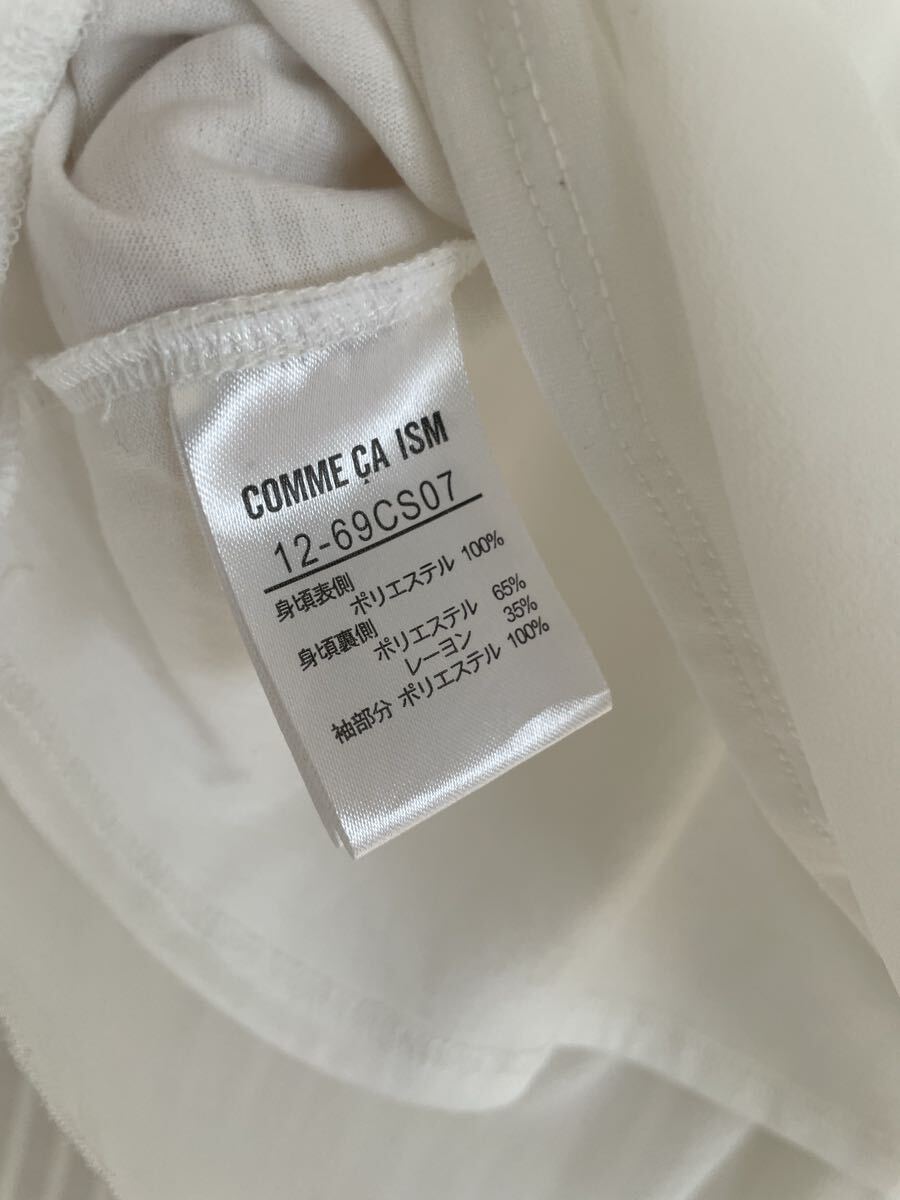 COMME ÇA ISM
12-69CS07
身頃表側
ポリエステル 100%
身頃裏側
ポリエステル 65%
レーヨン 35%
袖部分 ポリエステル 100%